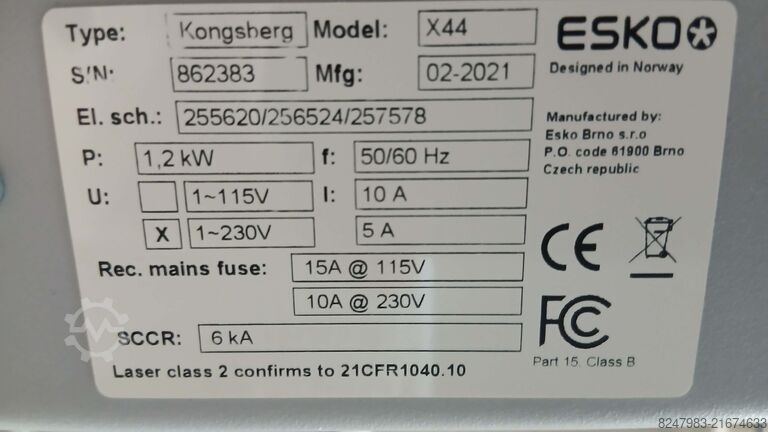 Type: Kongsberg Model: X44 ESKO
S/N: 862383 Mfg: 02-2021 Designed in Norway
El. sch.: 255620/256524/257578
Manufactured by:
Esko Brno s.r.o
P.O. code 61900 Brno
Czech republic
P: 1,2 kW f: 50/60 Hz
U: 1~115V I: 10 A
X 1~230V 5 A
CE
Rec. mains fuse: 15A @ 115V
10A @ 230V
SCCR: 6 kA
FC
Part 15, Class B
Laser class 2 confirms to 21CFR1040.10
8247983-21674633